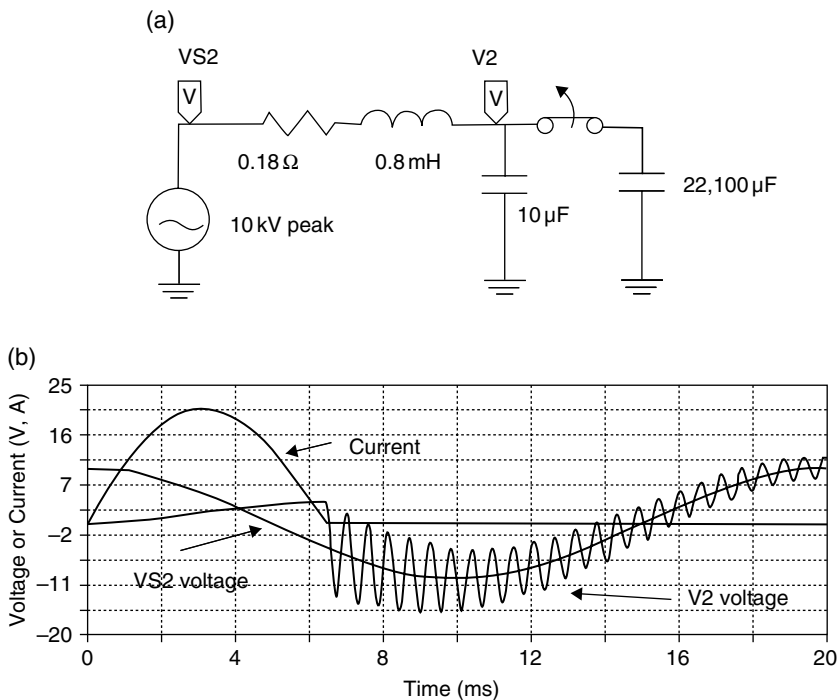 (a)
VS2
V2
V
V
0.18 Ω
0.8 mH
22,100 μF
10 μF
10 kV peak
(b)
Voltage or Current (V, A)
25
16
7
–2
–11
–20
Current
VS2 voltage
V2 voltage
0
4
8
12
16
20
Time (ms)